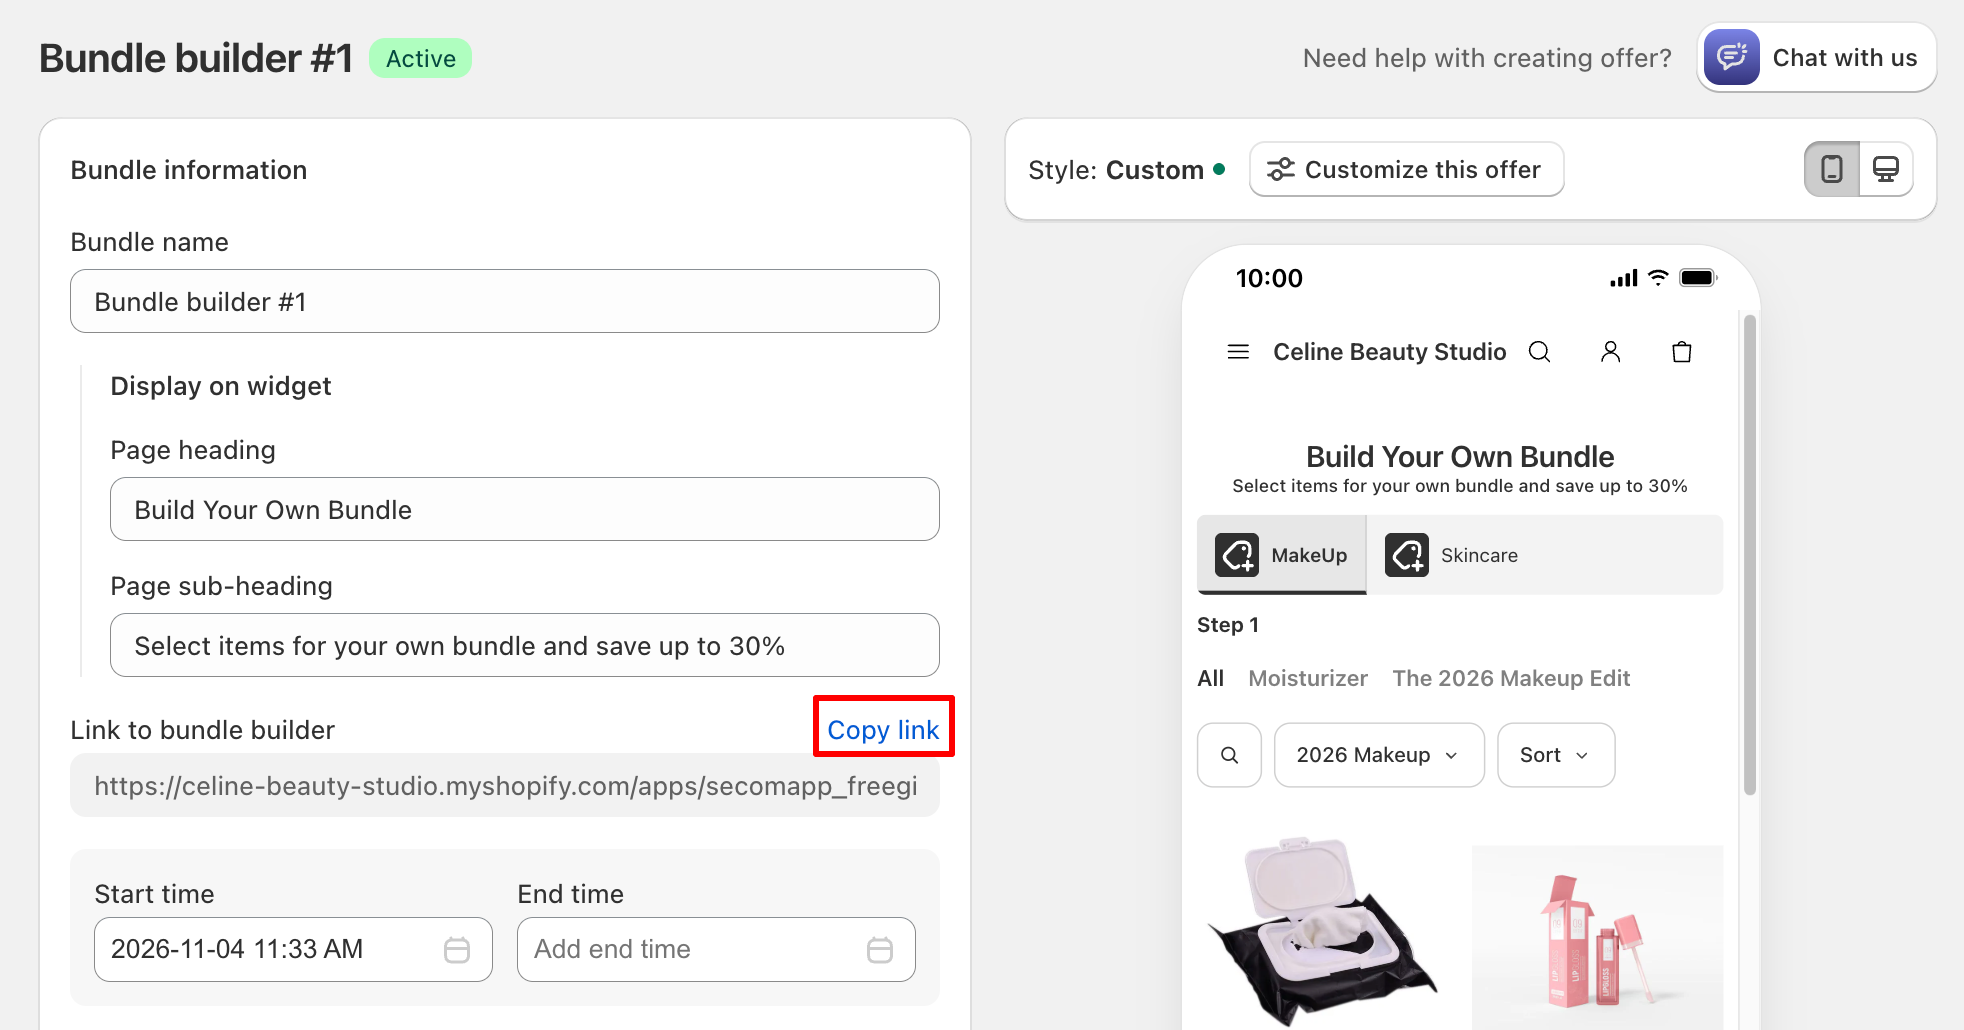 Bundle builder #1
Active
Need help with creating offer?
Chat with us
Bundle information
Bundle name
Bundle builder #1
Display on widget
Page heading
Build Your Own Bundle
Page sub-heading
Select items for your own bundle and save up to 30%
Link to bundle builder
Copy link
https://celine-beauty-studio.myshopify.com/apps/secomapp_freegi
Start time
End time
2026-11-04 11:33 AM
Add end time
Style: Custom
Customize this offer
10:00
Celine Beauty Studio
Build Your Own Bundle
Select items for your own bundle and save up to 30%
MakeUp
Skincare
Step 1
All
Moisturizer
The 2026 Makeup Edit
2026 Makeup
Sort
LIPGLOSS